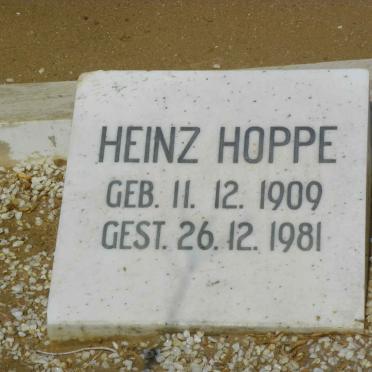 HEINZ HOPPE
GEB. 11. 12. 1909
GEST. 26. 12. 1981